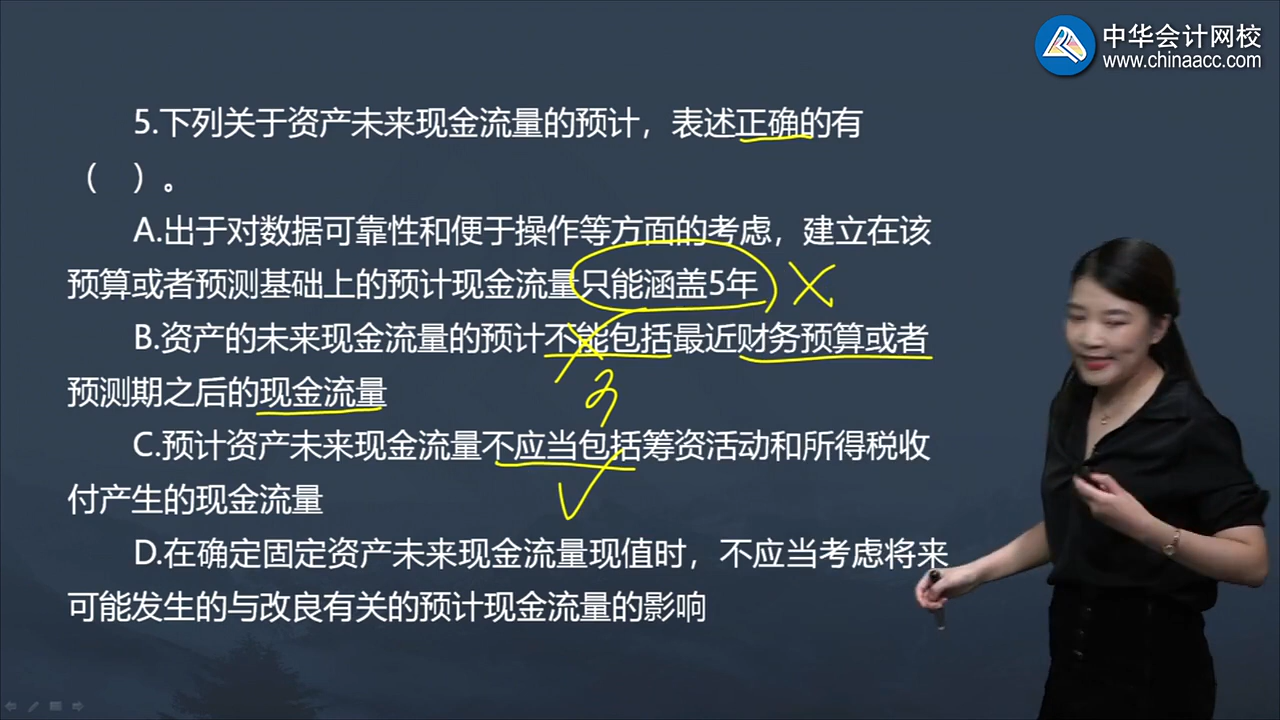 中华会计网校
www.chinaacc.com
5.下列关于资产未来现金流量的预计，表述正确的有
（　）。
A.出于对数据可靠性和便于操作等方面的考虑，建立在该
预算或者预测基础上的预计现金流量只能涵盖5年
B.资产的未来现金流量的预计不能包括最近财务预算或者
预测期之后的现金流量
C.预计资产未来现金流量不应当包括筹资活动和所得税收
付产生的现金流量
D.在确定固定资产未来现金流量现值时，不应当考虑将来
可能发生的与改良有关的预计现金流量的影响